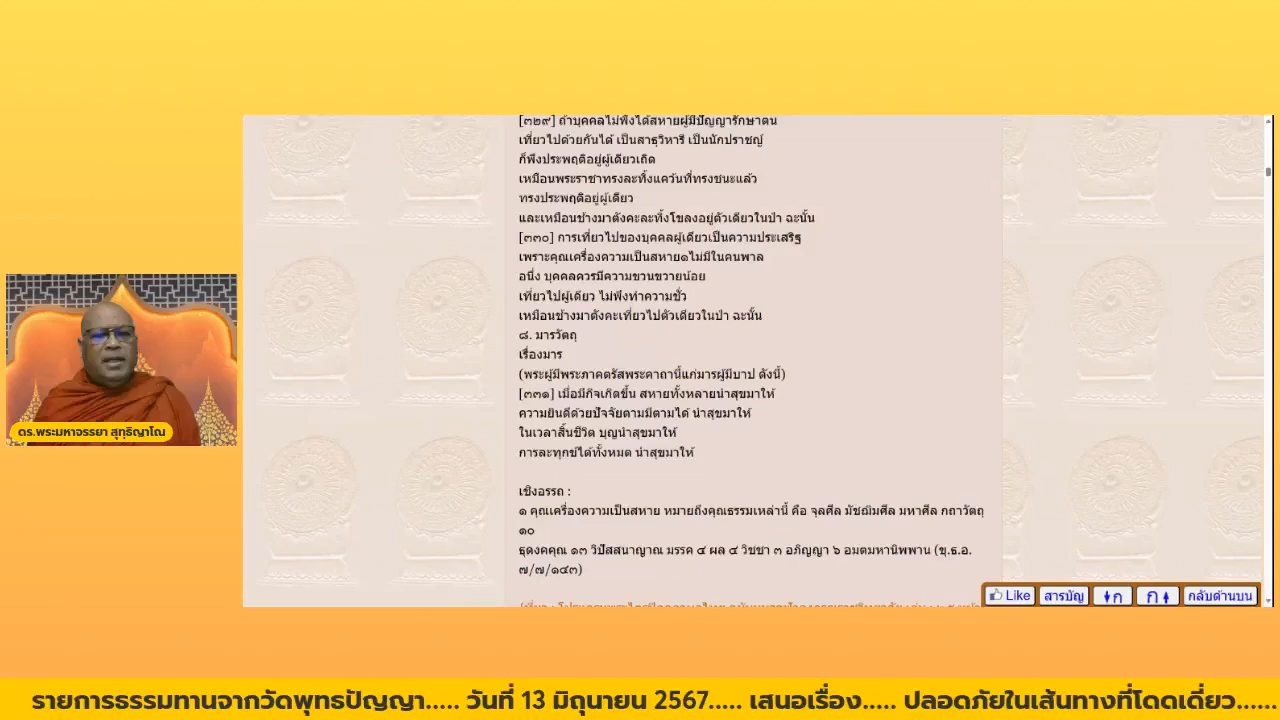 [๓๒๙] ถ้าบุคคลไม่พึงได้สหายผู้มีปัญญารักษาตน
เที่ยวไปด้วยกันได้ เป็นสาธุวิหารี เป็นนักปราชญ์
ก็พึงประพฤติอยู่ผู้เดียวเถิด
เหมือนพระราชาทรงละทิ้งแคว้นที่ทรงชนะแล้ว
ทรงประพฤติอยู่ผู้เดียว
และเหมือนช้างมาตังคะละทิ้งโขลงอยู่ตัวเดียวในป่า ฉะนั้น
[๓๓๐] การเที่ยวไปของบุคคลผู้เดียวเป็นความประเสริฐ
เพราะคุณเครื่องความเป็นสหาย๑ไม่มีในคนพาล
อนึ่ง บุคคลควรมีความขวนขวายน้อย
เที่ยวไปผู้เดียว ไม่พึงทำความชั่ว
เหมือนช้างมาตังคะเที่ยวไปตัวเดียวในป่า ฉะนั้น
๘. มารวัตถุ
เรื่องมาร
(พระผู้มีพระภาคตรัสพระคาถานี้แก่มารผู้มีบาป ดังนี้)
[๓๓๑] เมื่อมีกิจเกิดขึ้น สหายทั้งหลายนำสุขมาให้
ความยินดีด้วยปัจจัยตามมีตามได้ นำสุขมาให้
ในเวลาสิ้นชีวิต บุญนำสุขมาให้
การละทุกข์ได้ทั้งหมด นำสุขมาให้
เชิงอรรถ :
๑ คุณเครื่องความเป็นสหาย หมายถึงคุณธรรมเหล่านี้ คือ จุลศีล มัชฌิมศีล มหาศีล กถาวัตถุ
๑๐
ธุดงคคุณ ๑๓ วิปัสสนาญาณ มรรค ๔ ผล ๔ วิชชา ๓ อภิญญา ๖ อมตมหานิพพาน (ขุ.ธ.อ.
๗/๗/๑๔๓)
Like สารบัญ ก ก กลับด้านบน
ดร.พระมหาจรรยา สุทฺธิญาโณ
รายการธรรมทานจากวัดพุทธปัญญา..... วันที่ 13 มิถุนายน 2567..... เสนอเรื่อง..... ปลอดภัยในเส้นทางที่โดดเดี่ยว......